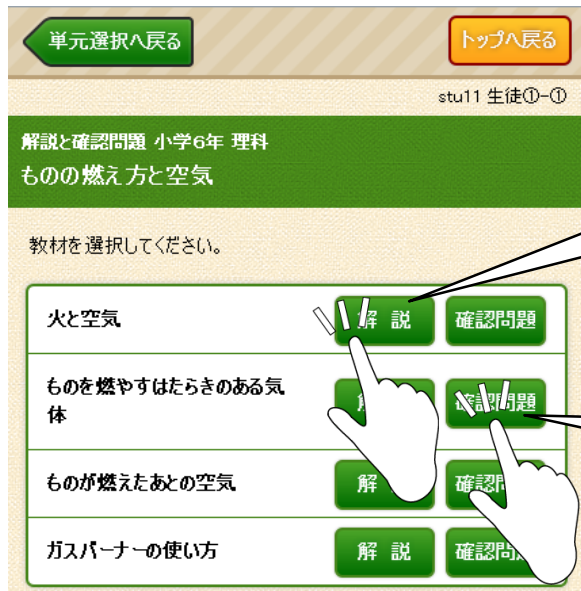 単元選択へ戻る
トップへ戻る
stu11 生徒①-①
解説と確認問題 小学6年 理科
ものの燃え方と空気
教材を選択してください。
火と空気 解 説 確認問題
ものを燃やすはたらきのある気
体 確認問題
ものが燃えたあとの空気 解 確認
ガスバーナーの使い方 解 説 確認問